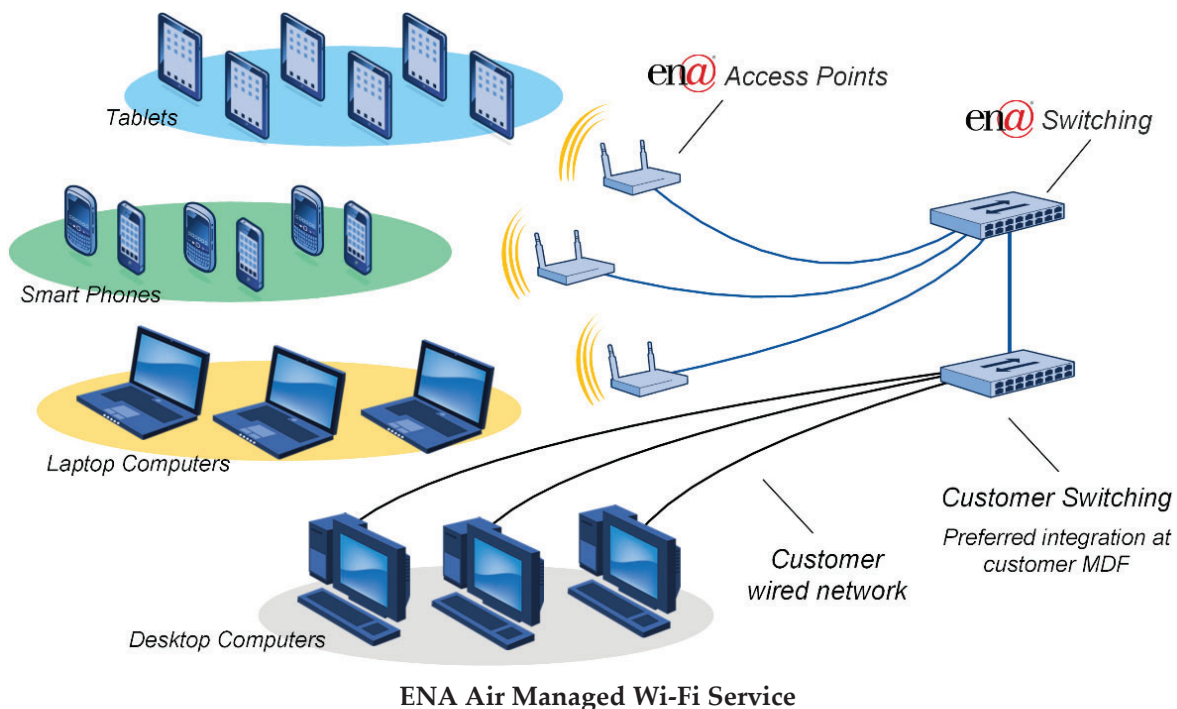 Tablets
ena Access Points
ena Switching
Smart Phones
Laptop Computers
Customer Switching
Preferred integration at
customer MDF
Customer
wired network
Desktop Computers
ENA Air Managed Wi-Fi Service